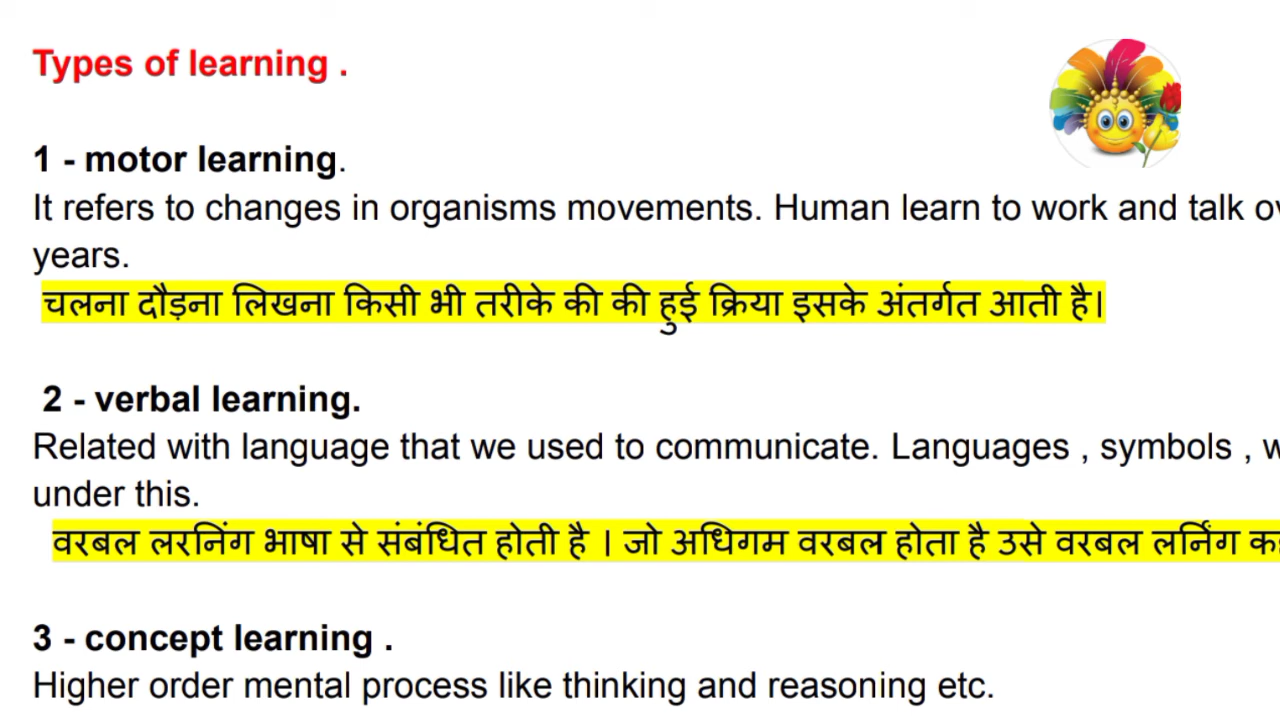 Types of learning .
1 - motor learning.
It refers to changes in organisms movements. Human learn to work and talk
years.
चलना दौड़ना लिखना किसी भी तरीके की की हुई क्रिया इसके अंतर्गत आती है।
2 - verbal learning.
Related with language that we used to communicate. Languages , symbols ,
under this.
वरबल लरनिंग भाषा से संबंधित होती है । जो अधिगम वरबल होता है उसे वरबल लर्निंग
3 - concept learning .
Higher order mental process like thinking and reasoning etc.